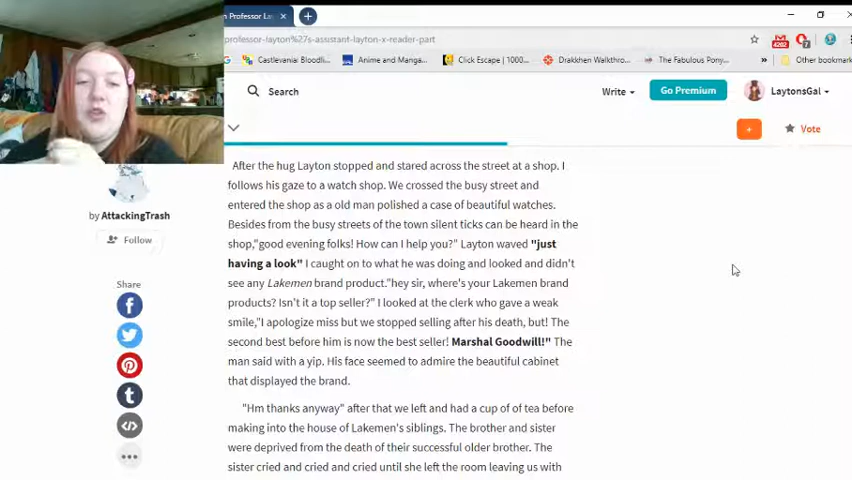 n Professor La
professor-layton%27s-assistant-layton-x-reader-part
4262
7
Castlevania: Bloodli...
Anime and Manga...
Click Escape | 1000...
Drakkhen Walkthro...
The Fabulous Pony...
»
Other bookmark
Search
Write
Go Premium
LaytonsGal
+
Vote
by AttackingTrash
Follow
Share
After the hug Layton stopped and stared across the street at a shop. I
follows his gaze to a watch shop. We crossed the busy street and
entered the shop as a old man polished a case of beautiful watches.
Besides from the busy streets of the town silent ticks can be heard in the
shop,"good evening folks! How can I help you?" Layton waved "just
having a look" I caught on to what he was doing and looked and didn't
see any Lakemen brand product."hey sir, where's your Lakemen brand
products? Isn't it a top seller?" I looked at the clerk who gave a weak
smile,"I apologize miss but we stopped selling after his death, but! The
second best before him is now the best seller! Marshal Goodwill!" The
man said with a yip. His face seemed to admire the beautiful cabinet
that displayed the brand.
"Hm thanks anyway" after that we left and had a cup of of tea before
making into the house of Lakemen's siblings. The brother and sister
were deprived from the death of their successful older brother. The
sister cried and cried and cried until she left the room leaving us with